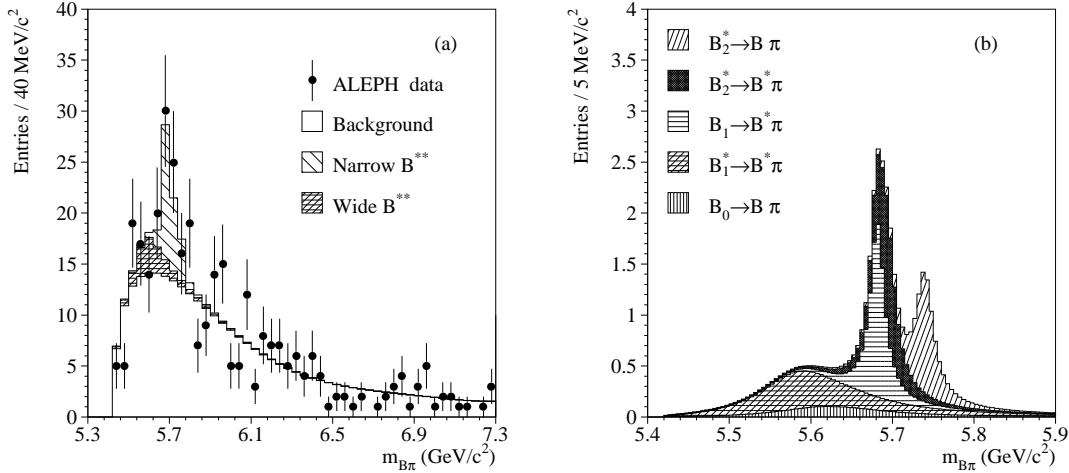 Entries / 40 MeV/c²
40
35
30
25
20
15
10
5
0
(a)
ALEPH data
Background
Narrow B**
Wide B**
5.3 5.7 6.1 6.5 6.9 7.3
m_Bπ (GeV/c²)
Entries / 5 MeV/c²
4
3.5
3
2.5
2
1.5
1
0.5
0
(b)
B₂*→B π
B₂*→B*π
B₁→B*π
B₁*→B*π
B₀→B π
5.4 5.5 5.6 5.7 5.8 5.9
m_Bπ (GeV/c²)